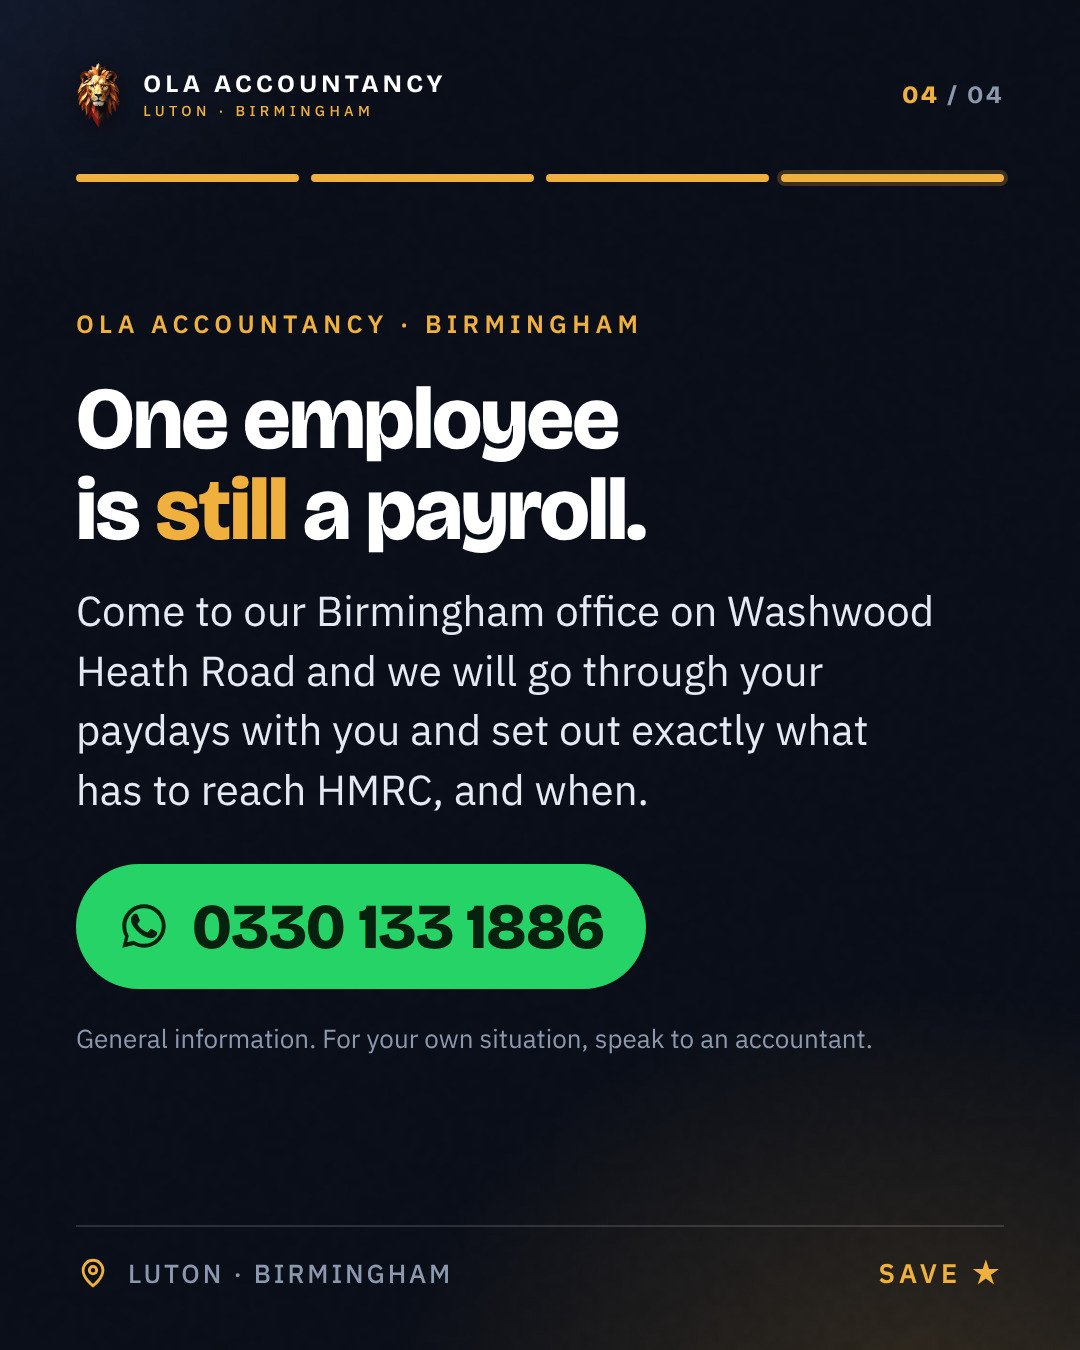 OLA ACCOUNTANCY
LUTON · BIRMINGHAM
04 / 04
OLA ACCOUNTANCY · BIRMINGHAM
One employee
is still a payroll.
Come to our Birmingham office on Washwood
Heath Road and we will go through your
paydays with you and set out exactly what
has to reach HMRC, and when.
0330 133 1886
General information. For your own situation, speak to an accountant.
LUTON · BIRMINGHAM
SAVE ★